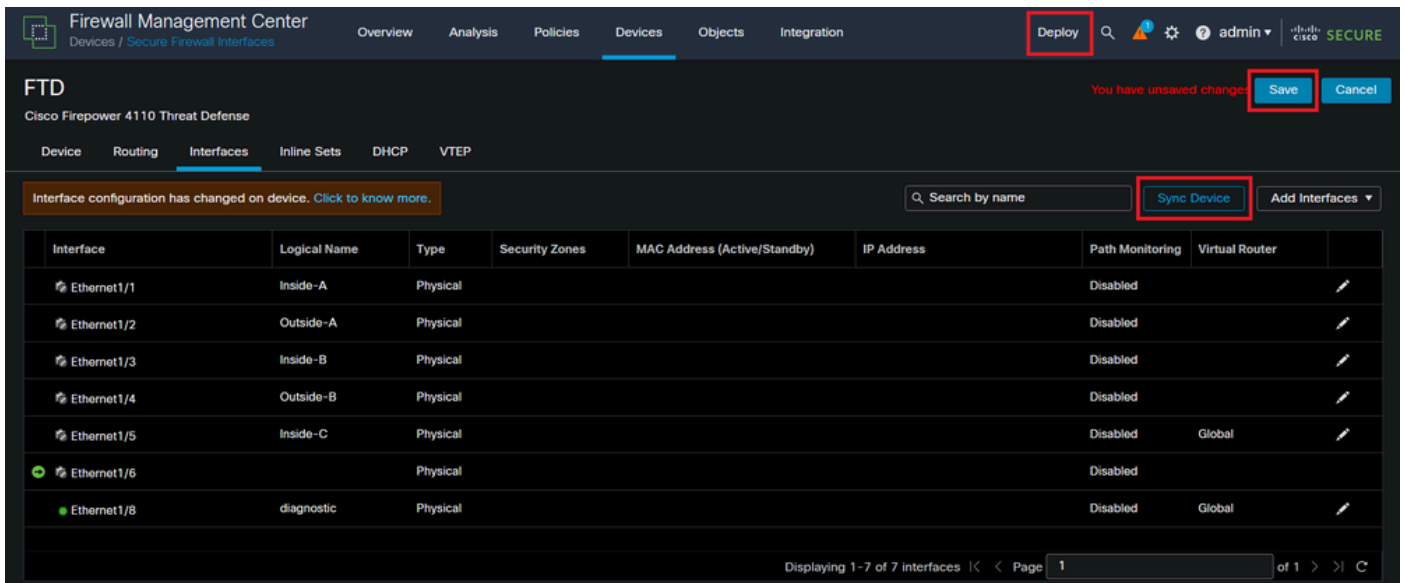 Firewall Management Center
Devices / Secure Firewall Interfaces
Overview Analysis Policies Devices Objects Integration Deploy 1 ? admin ▾ cisco SECURE
FTD
You have unsaved changes Save Cancel
Cisco Firepower 4110 Threat Defense
Device Routing Interfaces Inline Sets DHCP VTEP
Interface configuration has changed on device. Click to know more. Search by name Sync Device Add Interfaces ▼
Interface Logical Name Type Security Zones MAC Address (Active/Standby) IP Address Path Monitoring Virtual Router
Ethernet1/1 Inside-A Physical Disabled
Ethernet1/2 Outside-A Physical Disabled
Ethernet1/3 Inside-B Physical Disabled
Ethernet1/4 Outside-B Physical Disabled
Ethernet1/5 Inside-C Physical Disabled Global
Ethernet1/6 Physical Disabled
Ethernet1/8 diagnostic Physical Disabled Global
Displaying 1-7 of 7 interfaces |< < Page 1 of 1 > >| C